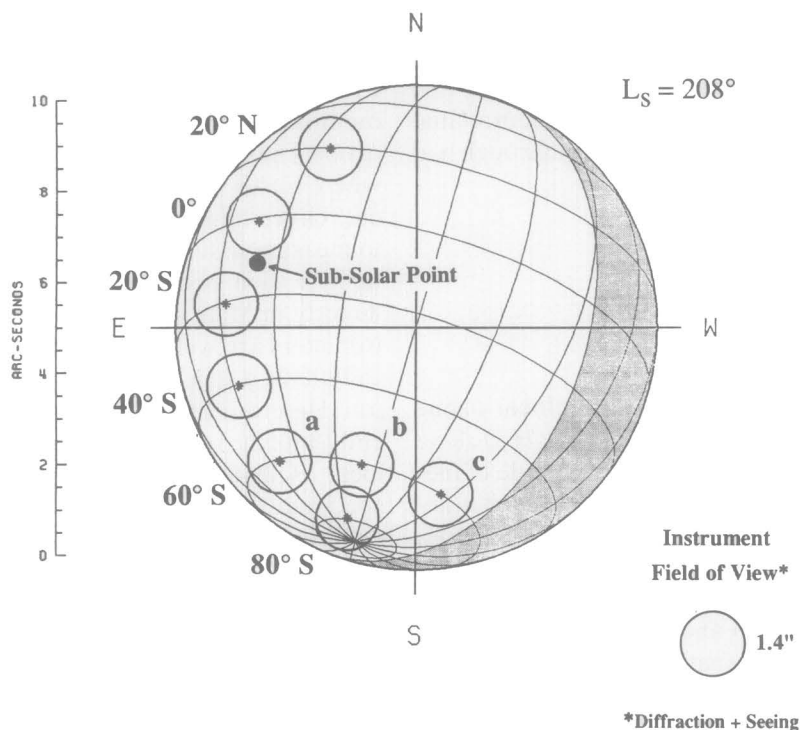 N
L_S = 208°
10
8
6
4
2
0
ARC-SECONDS
20° N
0°
Sub-Solar Point
20° S
E
W
40° S
a
b
c
60° S
80° S
S
Instrument
Field of View*
1.4"
*Diffraction + Seeing